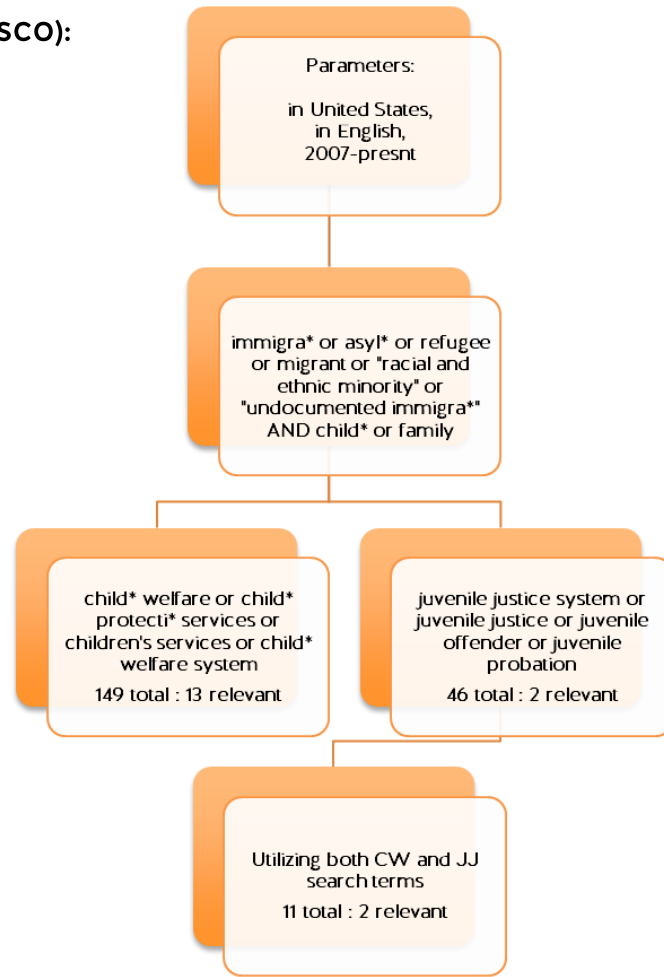 SCO):
Parameters:
in United States,
in English,
2007-presnt
immigra* or asyl* or refugee
or migrant or "racial and
ethnic minority" or
"undocumented immigra*"
AND child* or family
child* welfare or child*
protecti* services or
children's services or child*
welfare system
149 total : 13 relevant
juvenile justice system or
juvenile justice or juvenile
offender or juvenile
probation
46 total : 2 relevant
Utilizing both CW and JJ
search terms
11 total : 2 relevant